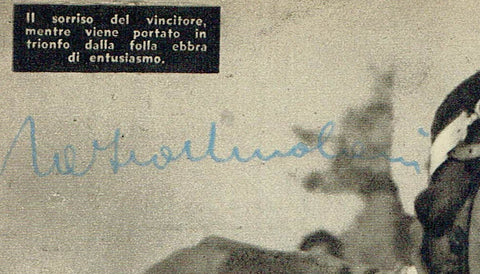 Il sorriso del vincitore,
mentre viene portato in
trionfo dalla folla ebbra
di entusiasmo.